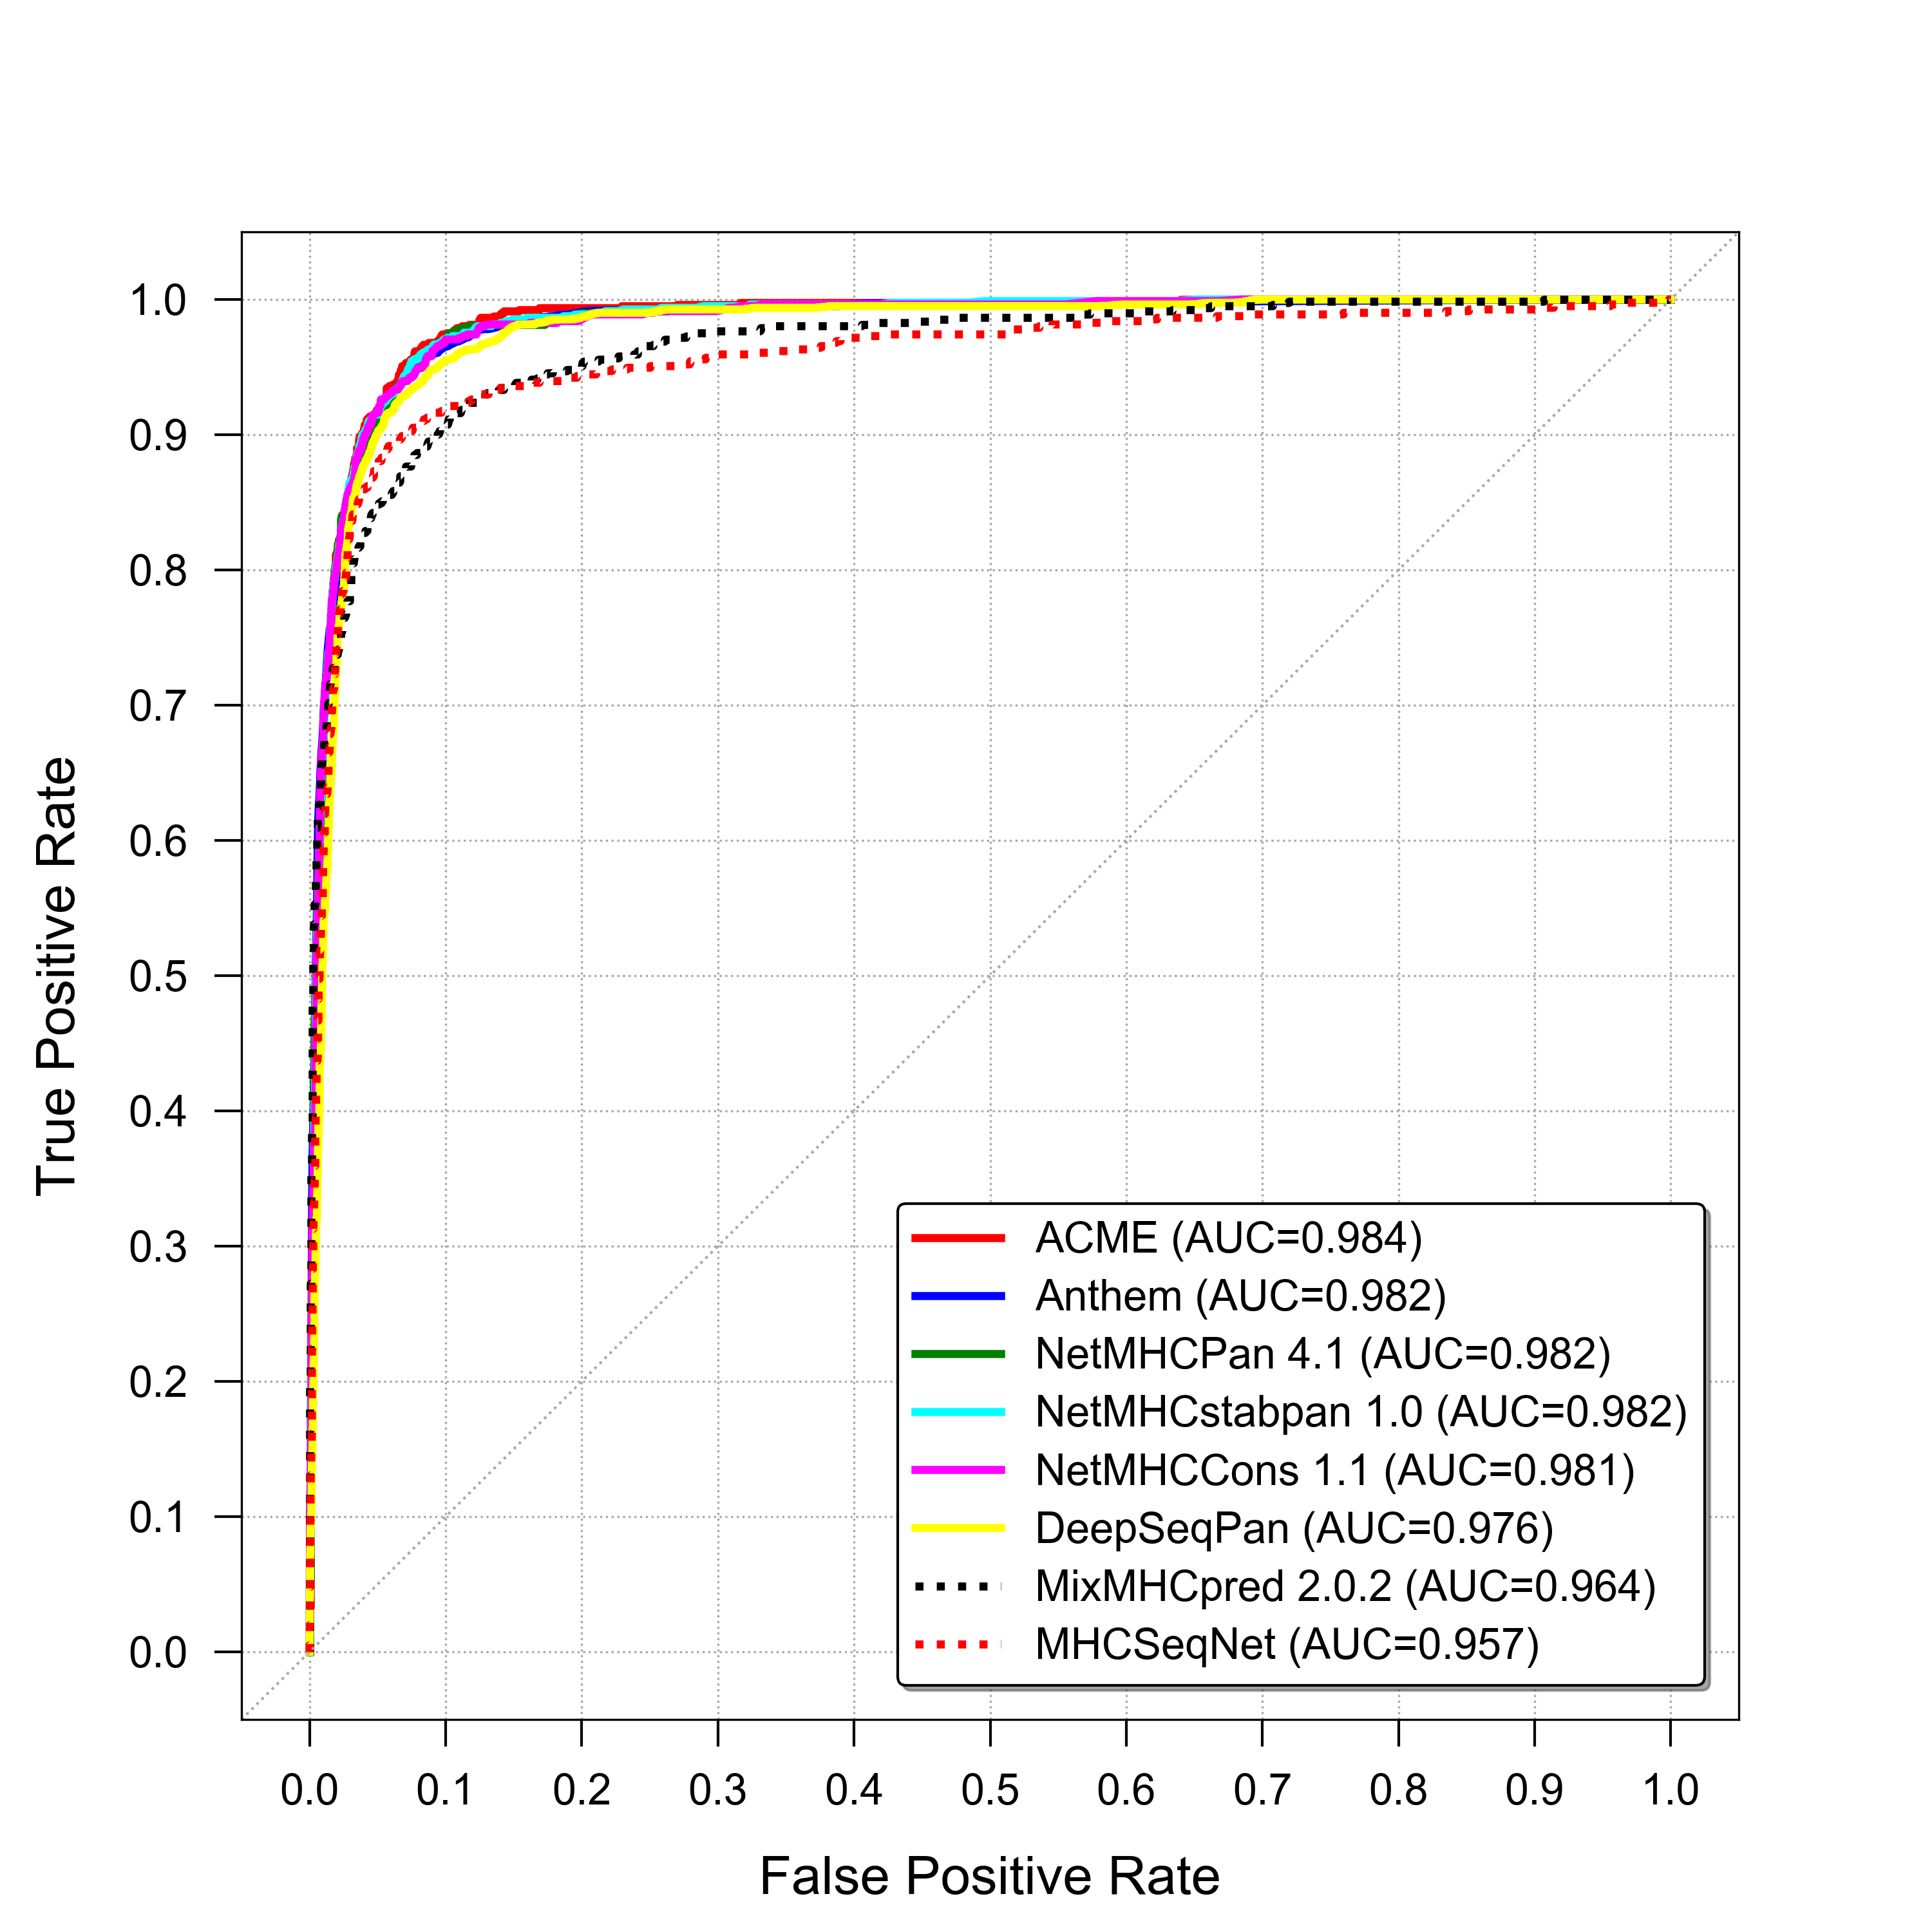 1.0
0.9
0.8
0.7
0.6
0.5
0.4
0.3
0.2
0.1
0.0
True Positive Rate
ACME (AUC=0.984)
Anthem (AUC=0.982)
NetMHCPan 4.1 (AUC=0.982)
NetMHCstabpan 1.0 (AUC=0.982)
NetMHCCons 1.1 (AUC=0.981)
DeepSeqPan (AUC=0.976)
MixMHCpred 2.0.2 (AUC=0.964)
MHCSeqNet (AUC=0.957)
0.0 0.1 0.2 0.3 0.4 0.5 0.6 0.7 0.8 0.9 1.0
False Positive Rate